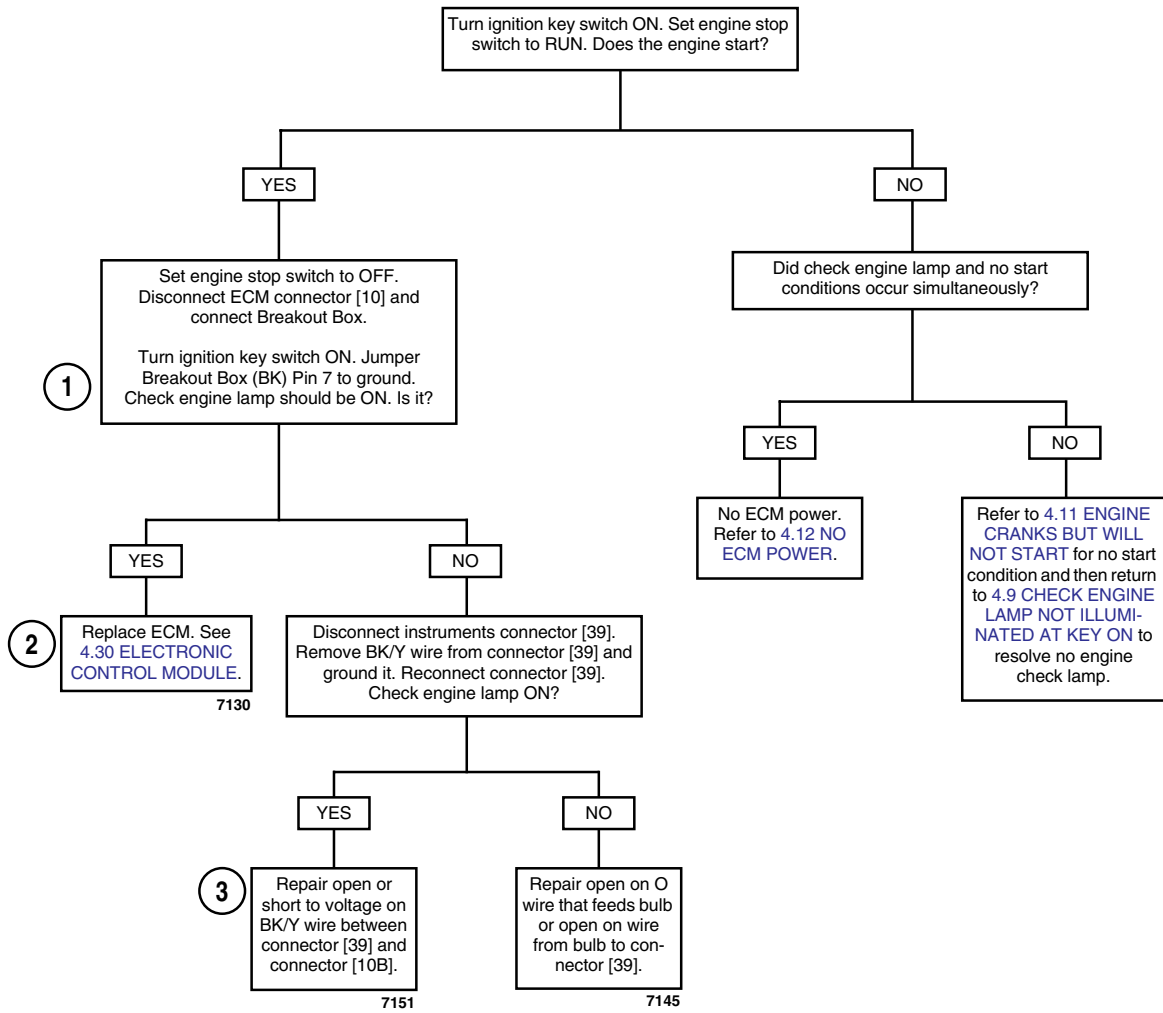 Turn ignition key switch ON. Set engine stop
switch to RUN. Does the engine start?
YES
NO
Set engine stop switch to OFF.
Disconnect ECM connector [10] and
connect Breakout Box.
Turn ignition key switch ON. Jumper
Breakout Box (BK) Pin 7 to ground.
Check engine lamp should be ON. Is it?
1
Did check engine lamp and no start
conditions occur simultaneously?
YES
NO
YES
NO
No ECM power.
Refer to 4.12 NO
ECM POWER.
Refer to 4.11 ENGINE
CRANKS BUT WILL
NOT START for no start
condition and then return
to 4.9 CHECK ENGINE
LAMP NOT ILLUMI-
NATED AT KEY ON to
resolve no engine
check lamp.
2
Replace ECM. See
4.30 ELECTRONIC
CONTROL MODULE.
7130
Disconnect instruments connector [39].
Remove BK/Y wire from connector [39] and
ground it. Reconnect connector [39].
Check engine lamp ON?
YES
NO
3
Repair open or
short to voltage on
BK/Y wire between
connector [39] and
connector [10B].
7151
Repair open on O
wire that feeds bulb
or open on wire
from bulb to con-
nector [39].
7145